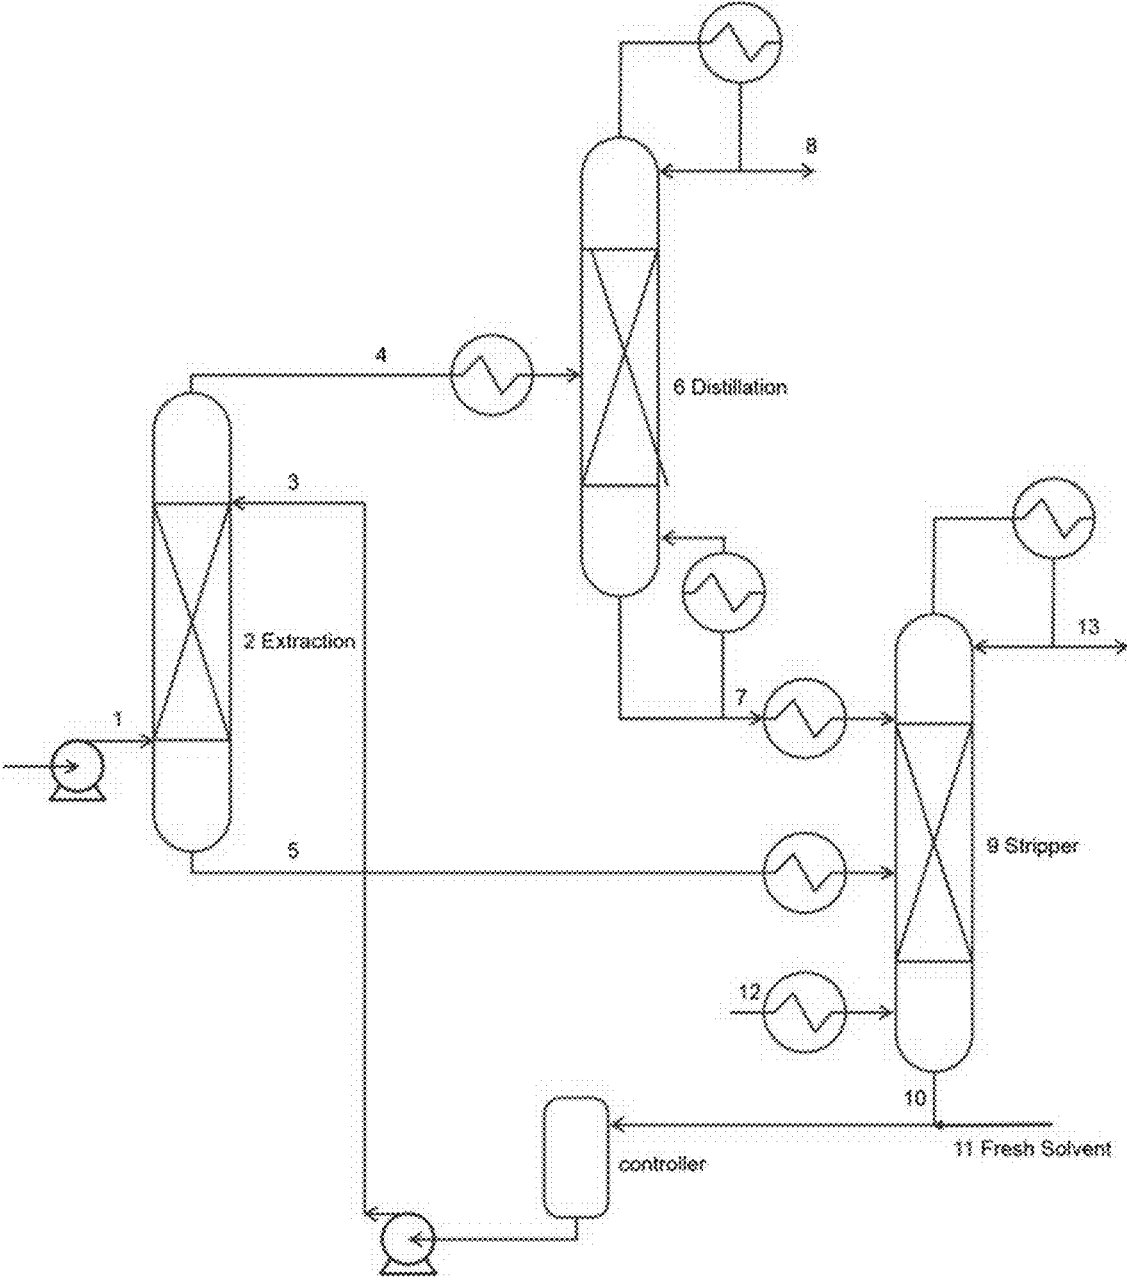 8
4
6 Distillation
3
13
2 Extraction
7
1
9 Stripper
5
12
10
11 Fresh Solvent
controller